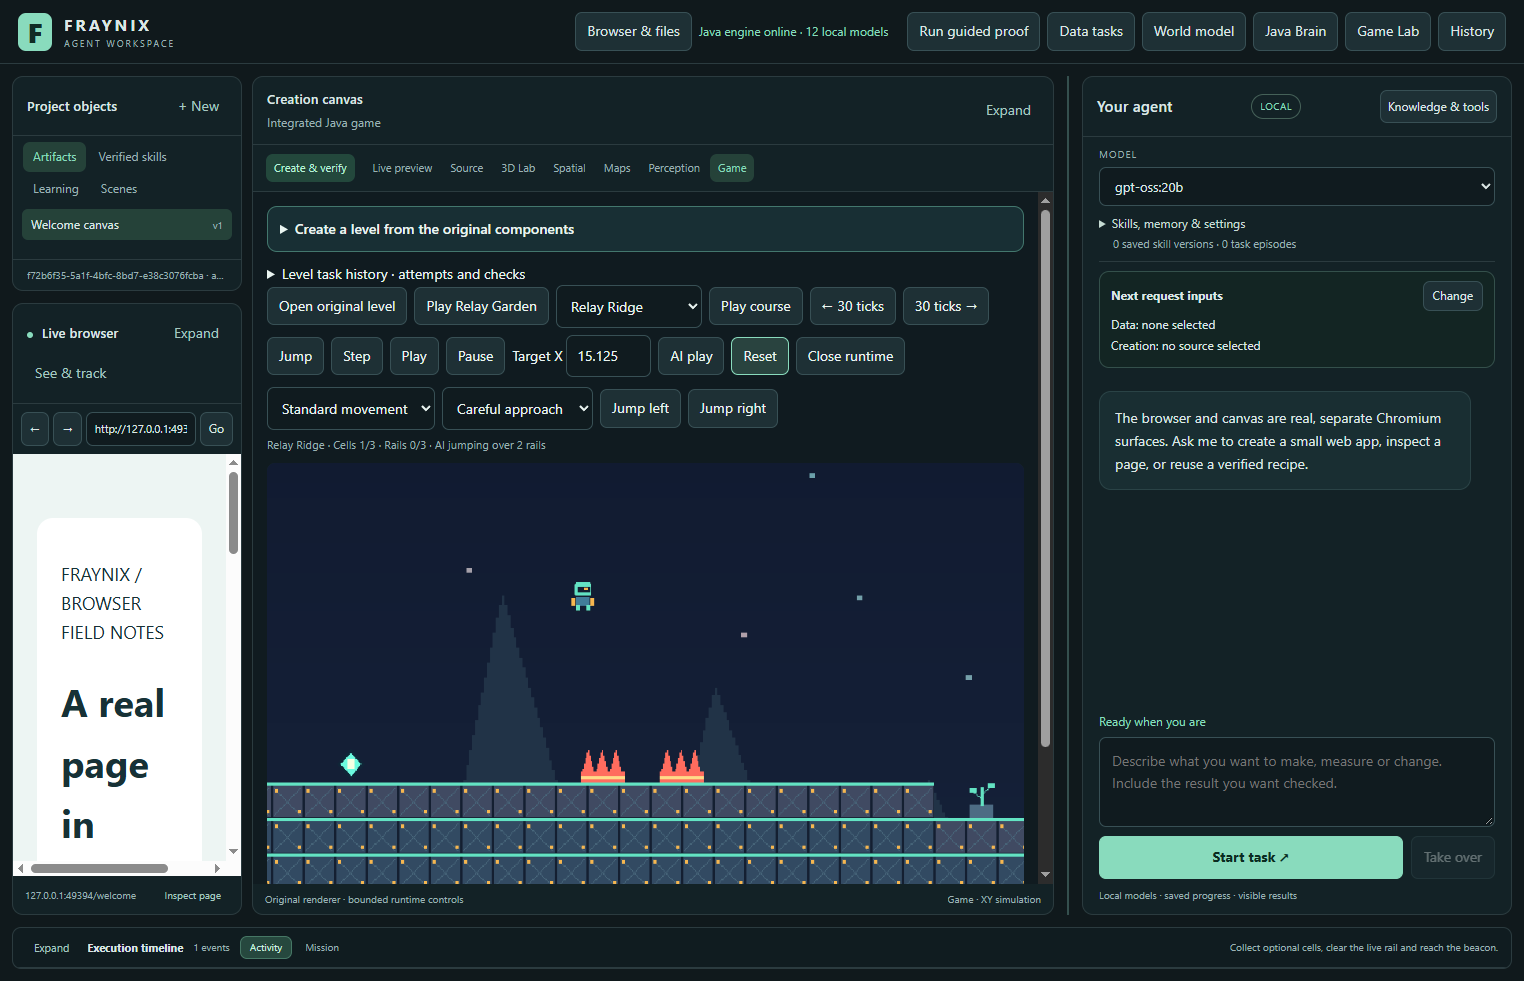 F
FRAYNIX
AGENT WORKSPACE
Browser & files
Java engine online · 12 local models
Run guided proof
Data tasks
World model
Java Brain
Game Lab
History
Project objects
+ New
Artifacts
Verified skills
Learning
Scenes
Welcome canvas
v1
f72b6f35-5a1f-4bfc-8bd7-e38c3076fcba · a...
Live browser
Expand
See & track
←
→
http://127.0.0.1:493
Go
FRAYNIX /
BROWSER
FIELD NOTES
A real
page
in
127.0.0.1:49394/welcome
Inspect page
Creation canvas
Integrated Java game
Expand
Create & verify
Live preview
Source
3D Lab
Spatial
Maps
Perception
Game
Create a level from the original components
Level task history · attempts and checks
Open original level
Play Relay Garden
Relay Ridge
Play course
← 30 ticks
30 ticks →
Jump
Step
Play
Pause
Target X
15.125
AI play
Reset
Close runtime
Standard movement
Careful approach
Jump left
Jump right
Relay Ridge · Cells 1/3 · Rails 0/3 · AI jumping over 2 rails
Original renderer · bounded runtime controls
Game · XY simulation
Your agent
LOCAL
Knowledge & tools
MODEL
gpt-oss:20b
Skills, memory & settings
0 saved skill versions · 0 task episodes
Next request inputs
Change
Data: none selected
Creation: no source selected
The browser and canvas are real, separate Chromium
surfaces. Ask me to create a small web app, inspect a
page, or reuse a verified recipe.
Ready when you are
Describe what you want to make, measure or change.
Include the result you want checked.
Start task ↗
Take over
Local models · saved progress · visible results
Expand
Execution timeline
1 events
Activity
Mission
Collect optional cells, clear the live rail and reach the beacon.